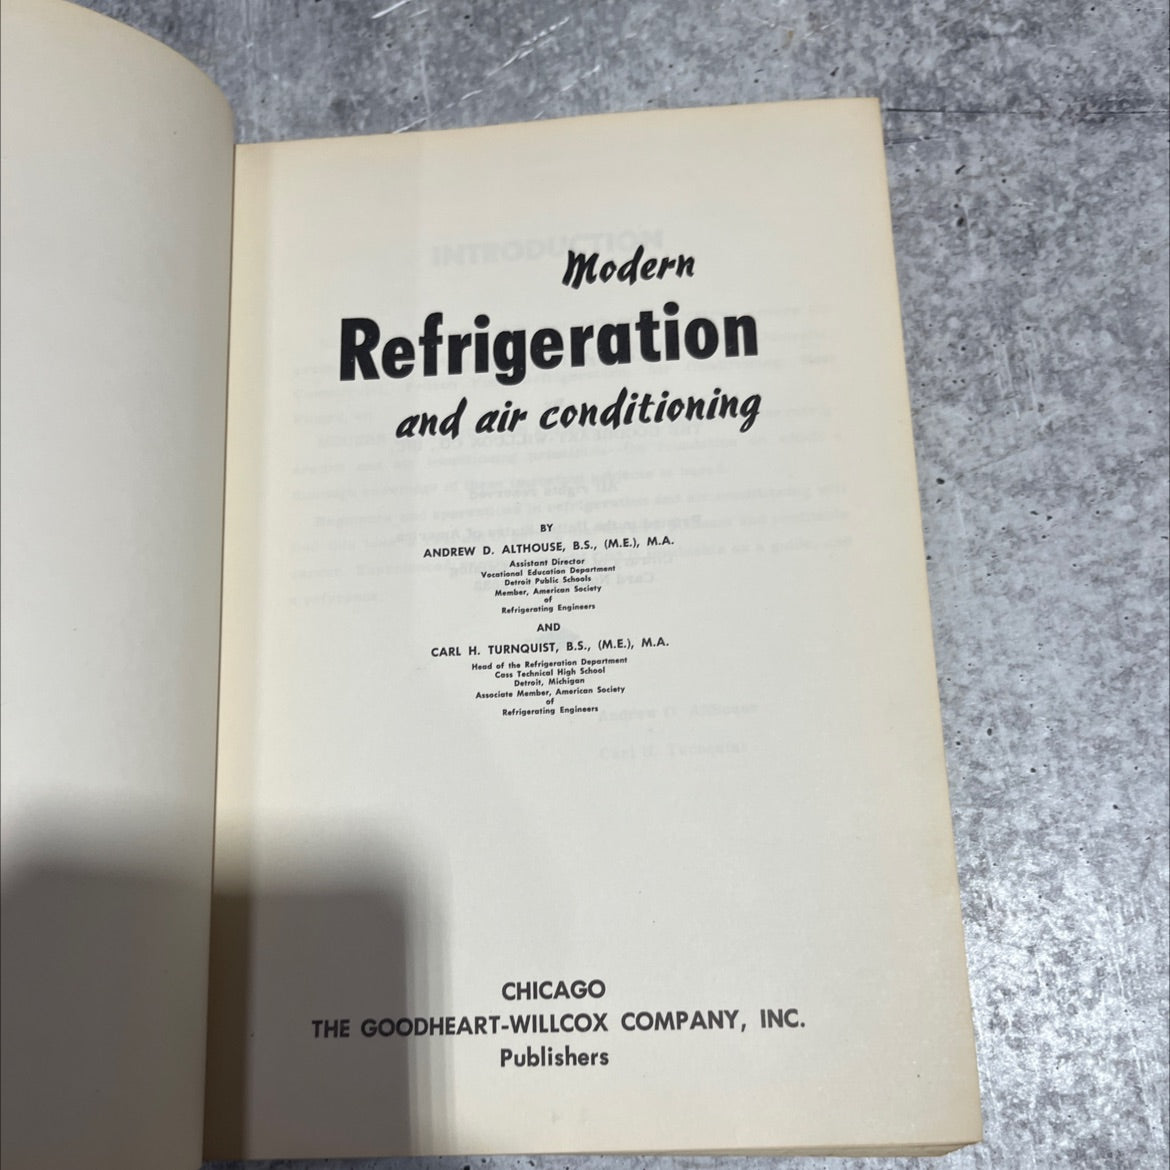 Modern
Refrigeration
and air conditioning
BY
ANDREW D. ALTHOUSE, B.S., (M.E.), M.A.
Assistant Director
Vocational Education Department
Detroit Public Schools
Member, American Society
of
Refrigerating Engineers
AND
CARL H. TURNQUIST, B.S., (M.E.), M.A.
Head of the Refrigeration Department
Cass Technical High School
Detroit, Michigan
Associate Member, American Society
of
Refrigerating Engineers
CHICAGO
THE GOODHEART-WILLCOX COMPANY, INC.
Publishers